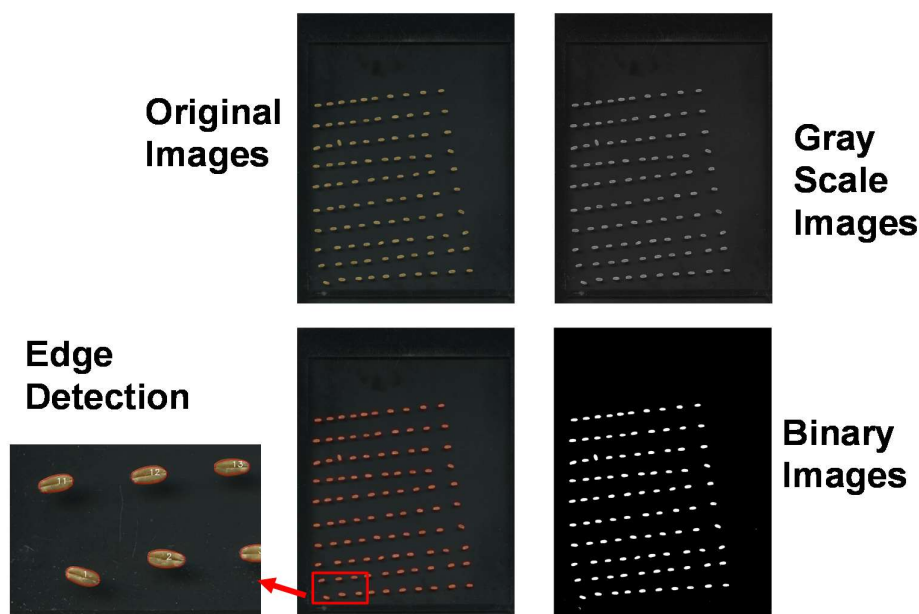 Original
Images
Gray
Scale
Images
Edge
Detection
Binary
Images
11
12
13
1
2